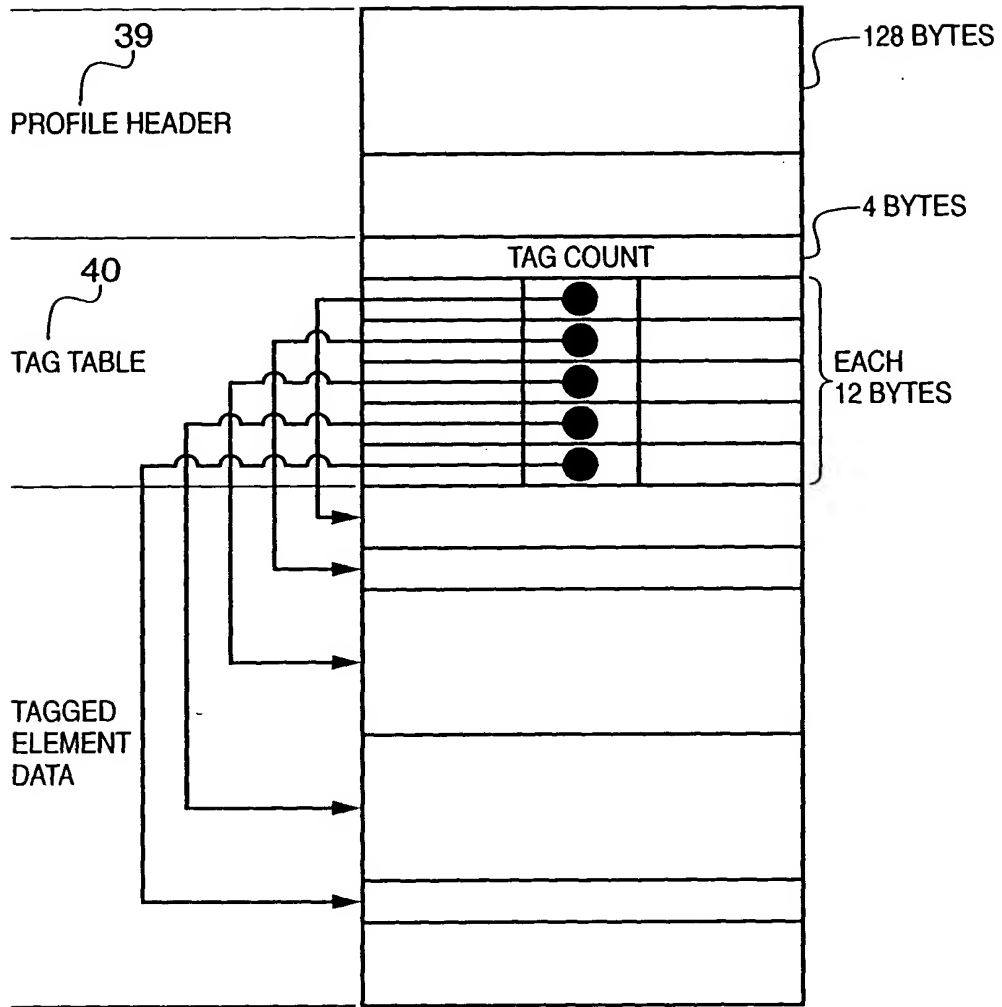 39
128 BYTES
PROFILE HEADER
4 BYTES
TAG COUNT
40
TAG TABLE
EACH
12 BYTES
TAGGED
ELEMENT
DATA